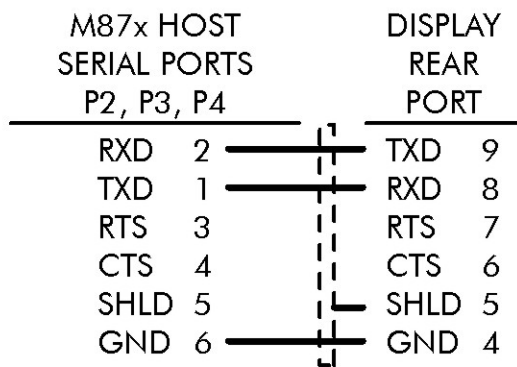 M87x HOST DISPLAY
SERIAL PORTS REAR
P2, P3, P4 PORT
RXD 2 TXD 9
TXD 1 RXD 8
RTS 3 RTS 7
CTS 4 CTS 6
SHLD 5 SHLD 5
GND 6 GND 4